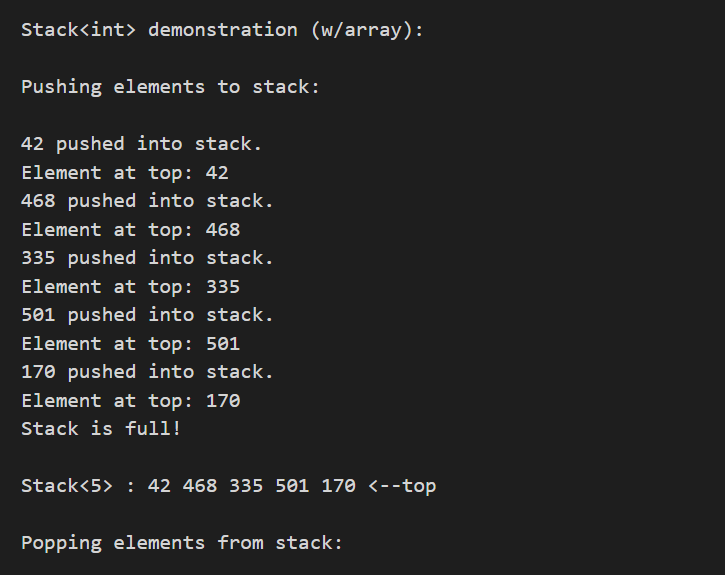 Stack<int> demonstration (w/array):
Pushing elements to stack:
42 pushed into stack.
Element at top: 42
468 pushed into stack.
Element at top: 468
335 pushed into stack.
Element at top: 335
501 pushed into stack.
Element at top: 501
170 pushed into stack.
Element at top: 170
Stack is full!
Stack<5> : 42 468 335 501 170 <--top
Popping elements from stack: